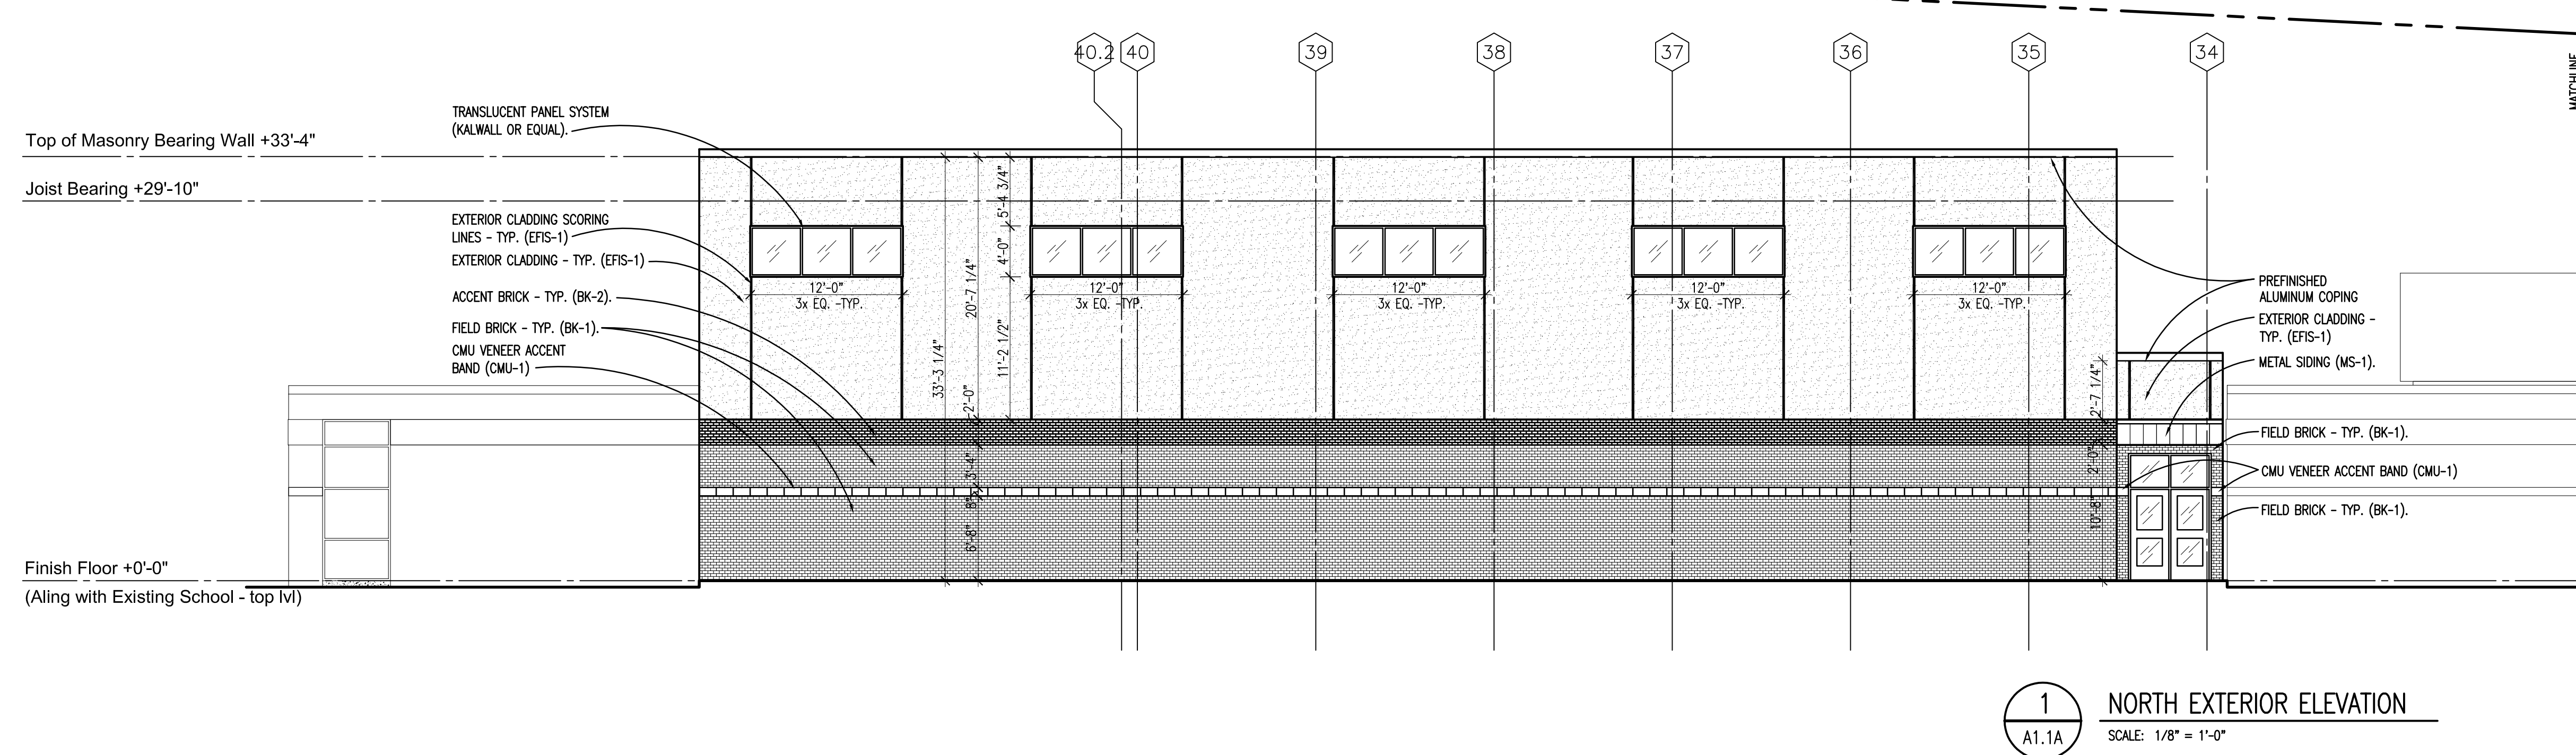 40.2
40
39
38
37
36
35
34
MATCHLINE
TRANSLUCENT PANEL SYSTEM
(KALWALL OR EQUAL).
Top of Masonry Bearing Wall +33'-4"
Joist Bearing +29'-10"
EXTERIOR CLADDING SCORING
LINES - TYP. (EFIS-1)
EXTERIOR CLADDING - TYP. (EFIS-1)
ACCENT BRICK - TYP. (BK-2).
FIELD BRICK - TYP. (BK-1).
CMU VENEER ACCENT
BAND (CMU-1)
12'-0"
3x EQ. -TYP.
33'-3 1/4"
20'-7 1/4"
2'-0"
3'-4"
8"
6'-8"
5'-4 3/4"
4'-0"
11'-2 1/2"
12'-0"
3x EQ. -TYP.
12'-0"
3x EQ. -TYP.
12'-0"
3x EQ. -TYP.
12'-0"
3x EQ. -TYP.
2'-7 1/4"
2'-0"
10'-8"
PREFINISHED
ALUMINUM COPING
EXTERIOR CLADDING -
TYP. (EFIS-1)
METAL SIDING (MS-1).
FIELD BRICK - TYP. (BK-1).
CMU VENEER ACCENT BAND (CMU-1)
FIELD BRICK - TYP. (BK-1).
Finish Floor +0'-0"
(Aling with Existing School - top lvl)
1
A1.1A
NORTH EXTERIOR ELEVATION
SCALE: 1/8" = 1'-0"